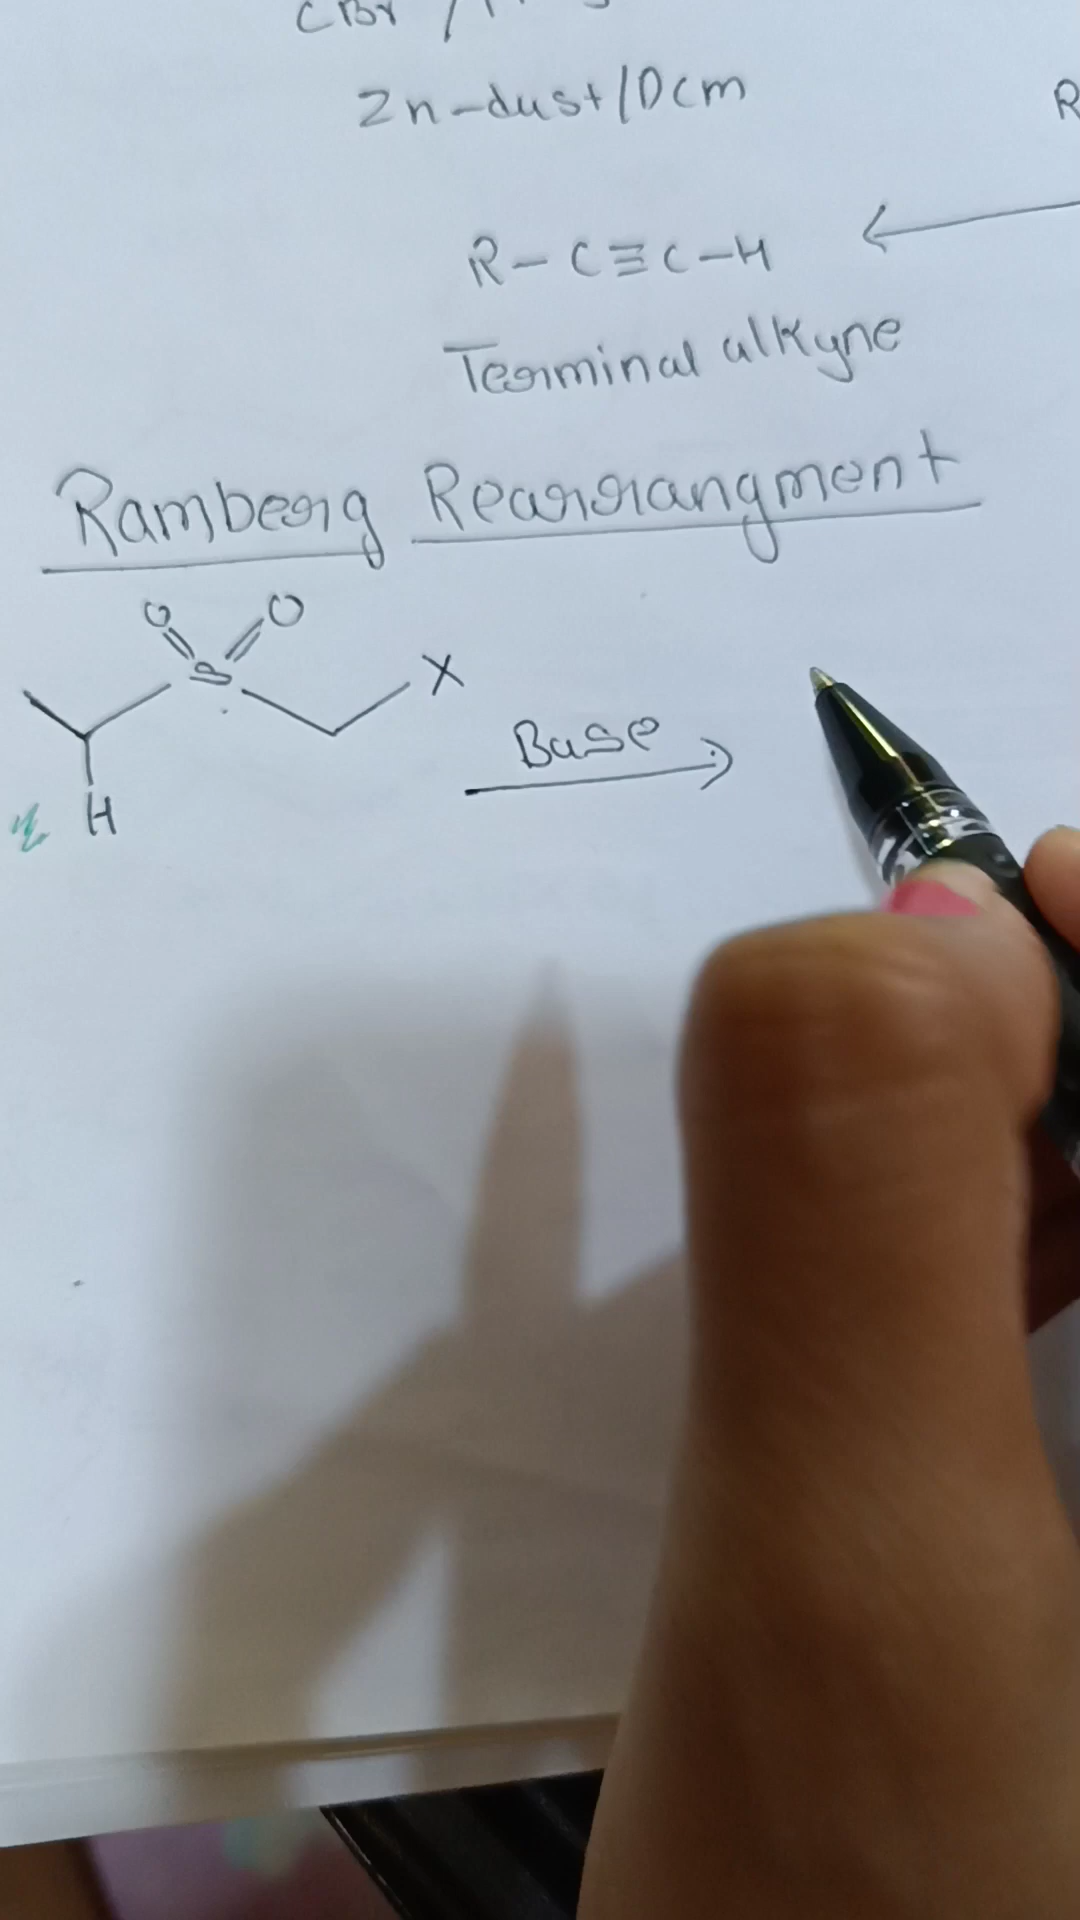 Zn-dust/Dcm
R
R-C≡C-H
Terminal alkyne
Ramberg Rearrangment
O O
S
X
Base
H